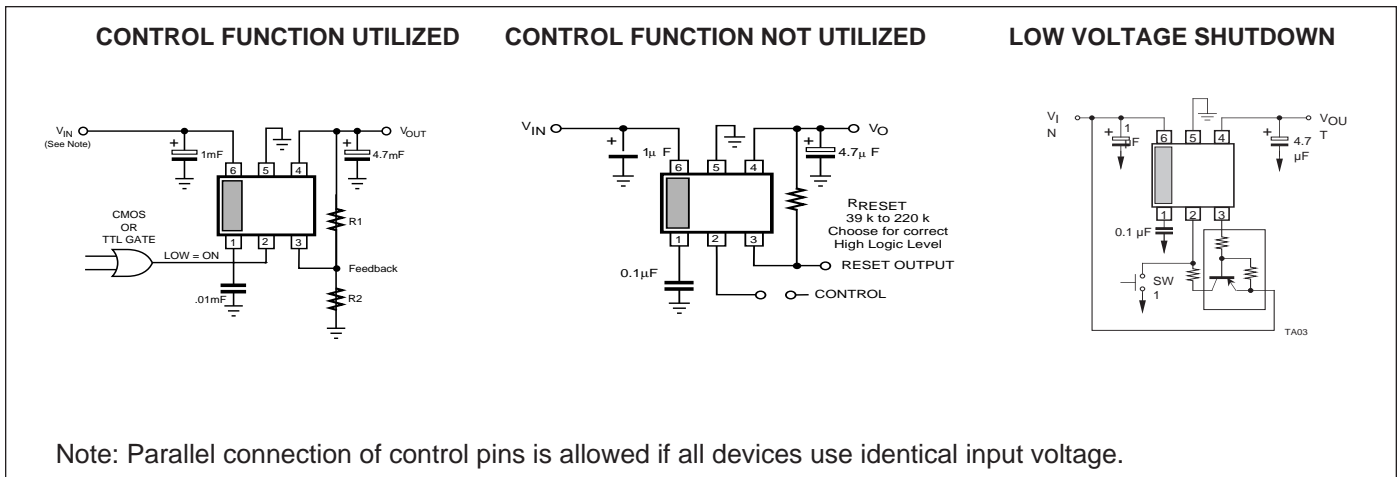 CONTROL FUNCTION UTILIZED
VIN
(See Note)
+
1mF
VOUT
+
4.7mF
6
5
4
1
2
3
R1
CMOS
OR
TTL GATE
LOW = ON
Feedback
.01mF
R2
CONTROL FUNCTION NOT UTILIZED
VIN
+
1μ F
VO
+
4.7μ F
6
5
4
1
2
3
RRESET
39 k to 220 k
Choose for correct
High Logic Level
RESET OUTPUT
0.1μF
CONTROL
LOW VOLTAGE SHUTDOWN
VI
N
+
1
μF
VOU
T
+
4.7
μF
6
5
4
1
2
3
0.1 μF
SW
1
TA03
Note: Parallel connection of control pins is allowed if all devices use identical input voltage.